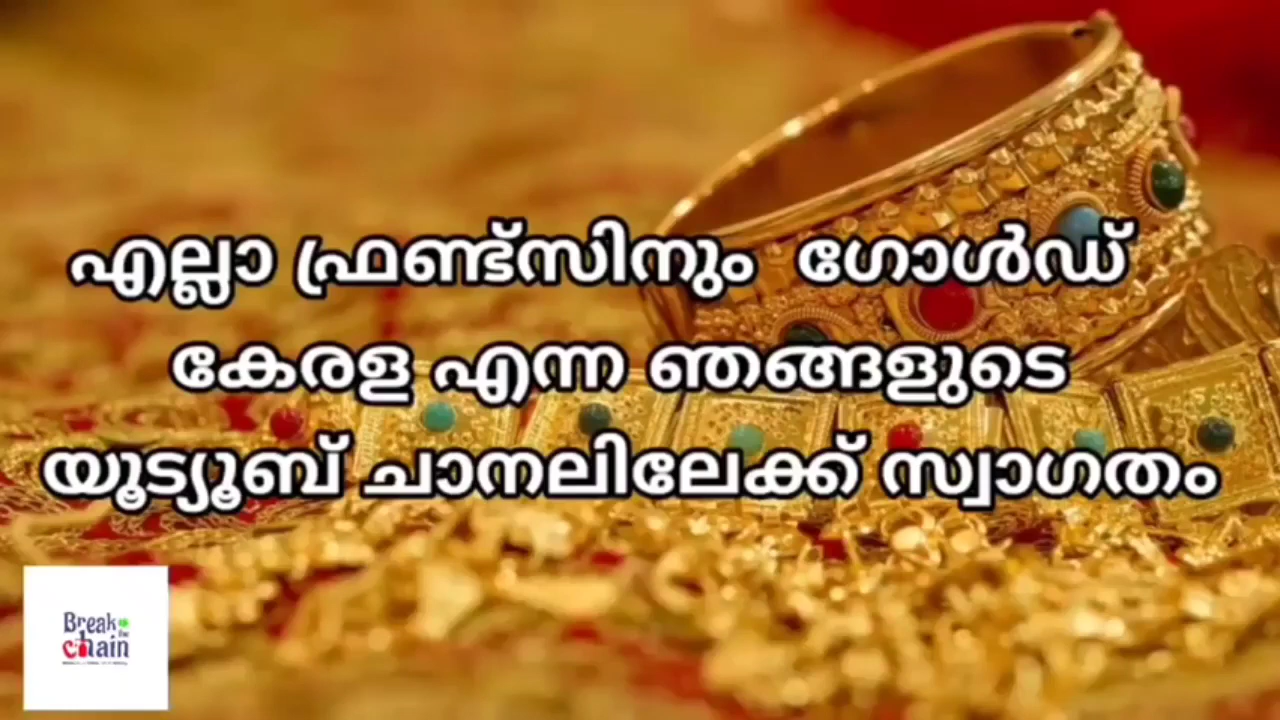 എല്ലാ ഫ്രണ്ട്സിനും ഗോൾഡ്
കേരള എന്ന ഞങ്ങളുടെ
യൂട്യൂബ് ചാനലിലേക്ക് സ്വാഗതം
Break the
Chain